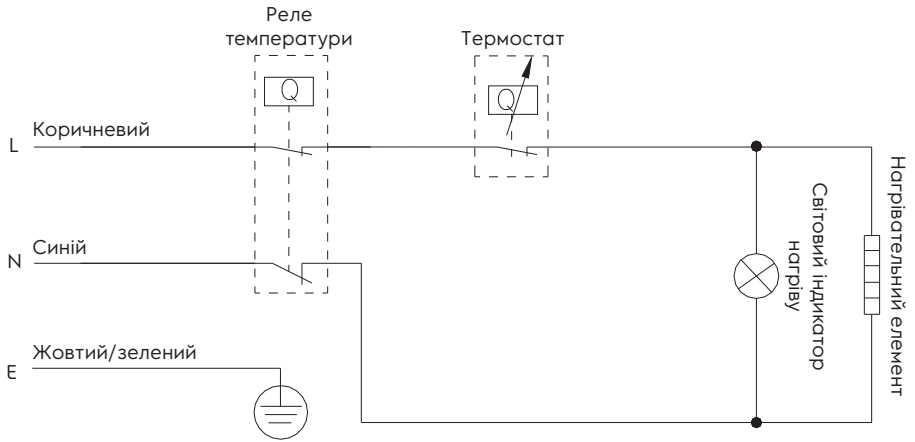 Реле
температури
Термостат
Q
Q
L
Коричневий
N
Синій
E
Жовтий/зелений
Світовий індикатор
нагріву
Нагрівательний елемент